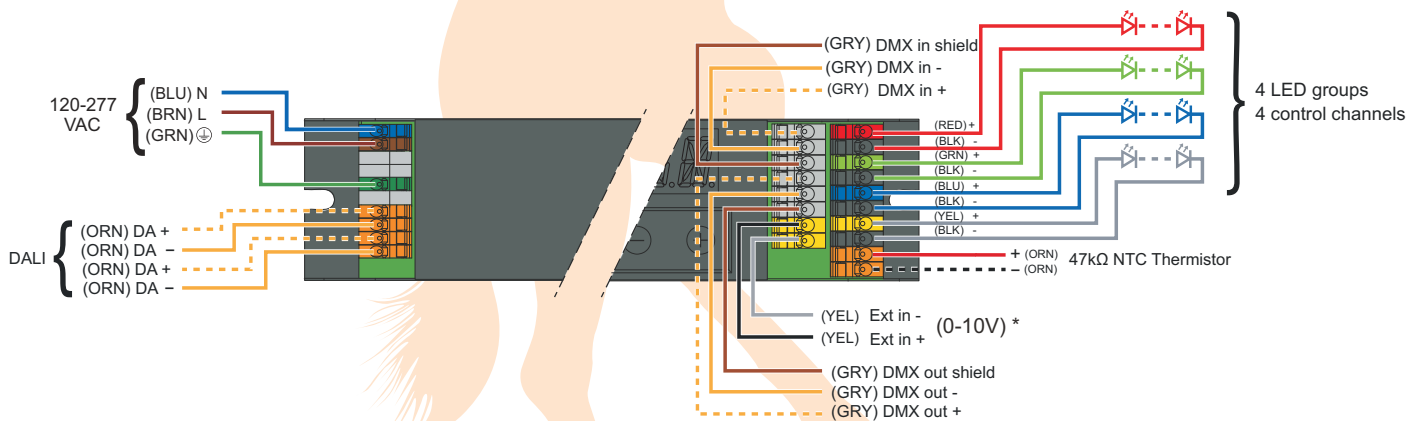 120-277
VAC
(BLU) N
(BRN) L
(GRN)
DALI
(ORN) DA +
(ORN) DA −
(ORN) DA +
(ORN) DA −
(GRY) DMX in shield
(GRY) DMX in -
(GRY) DMX in +
(RED) +
(BLK) -
(GRN) +
(BLK) -
(BLU) +
(BLK) -
(YEL) +
(BLK) -
4 LED groups
4 control channels
+ (ORN)
− (ORN)
47kΩ NTC Thermistor
(YEL) Ext in -
(YEL) Ext in +
(0-10V) *
(GRY) DMX out shield
(GRY) DMX out -
(GRY) DMX out +